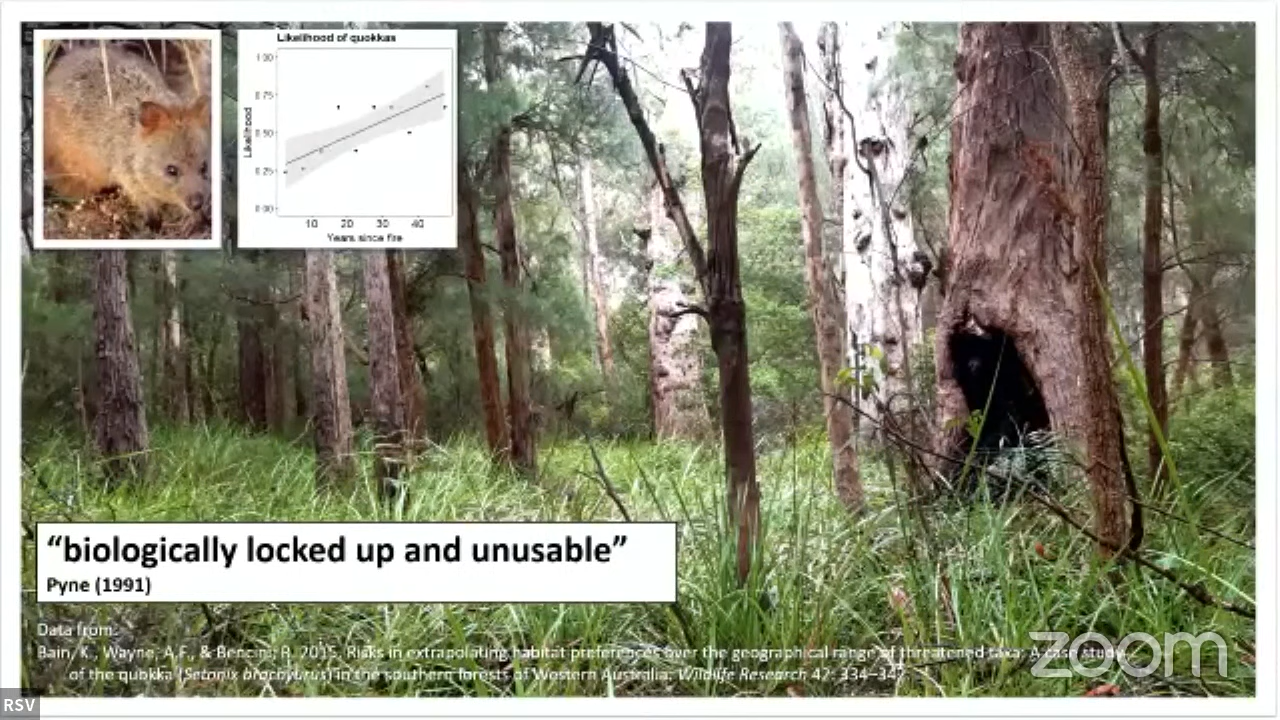 Likelihood of quokkas
1.00
0.75
0.50
0.25
0.00
Likelihood
10 20 30 40
Years since fire
“biologically locked up and unusable”
Pyne (1991)
Data from:
Bain, K., Wayne, A.F., & Bencini, R. 2015. Risks in extrapolating habitat preferences over the geographical range of threatened taxa: A case study
of the quokka (Setonix brachyurus) in the southern forests of Western Australia. Wildlife Research 42: 334–342.
zoom
RSV